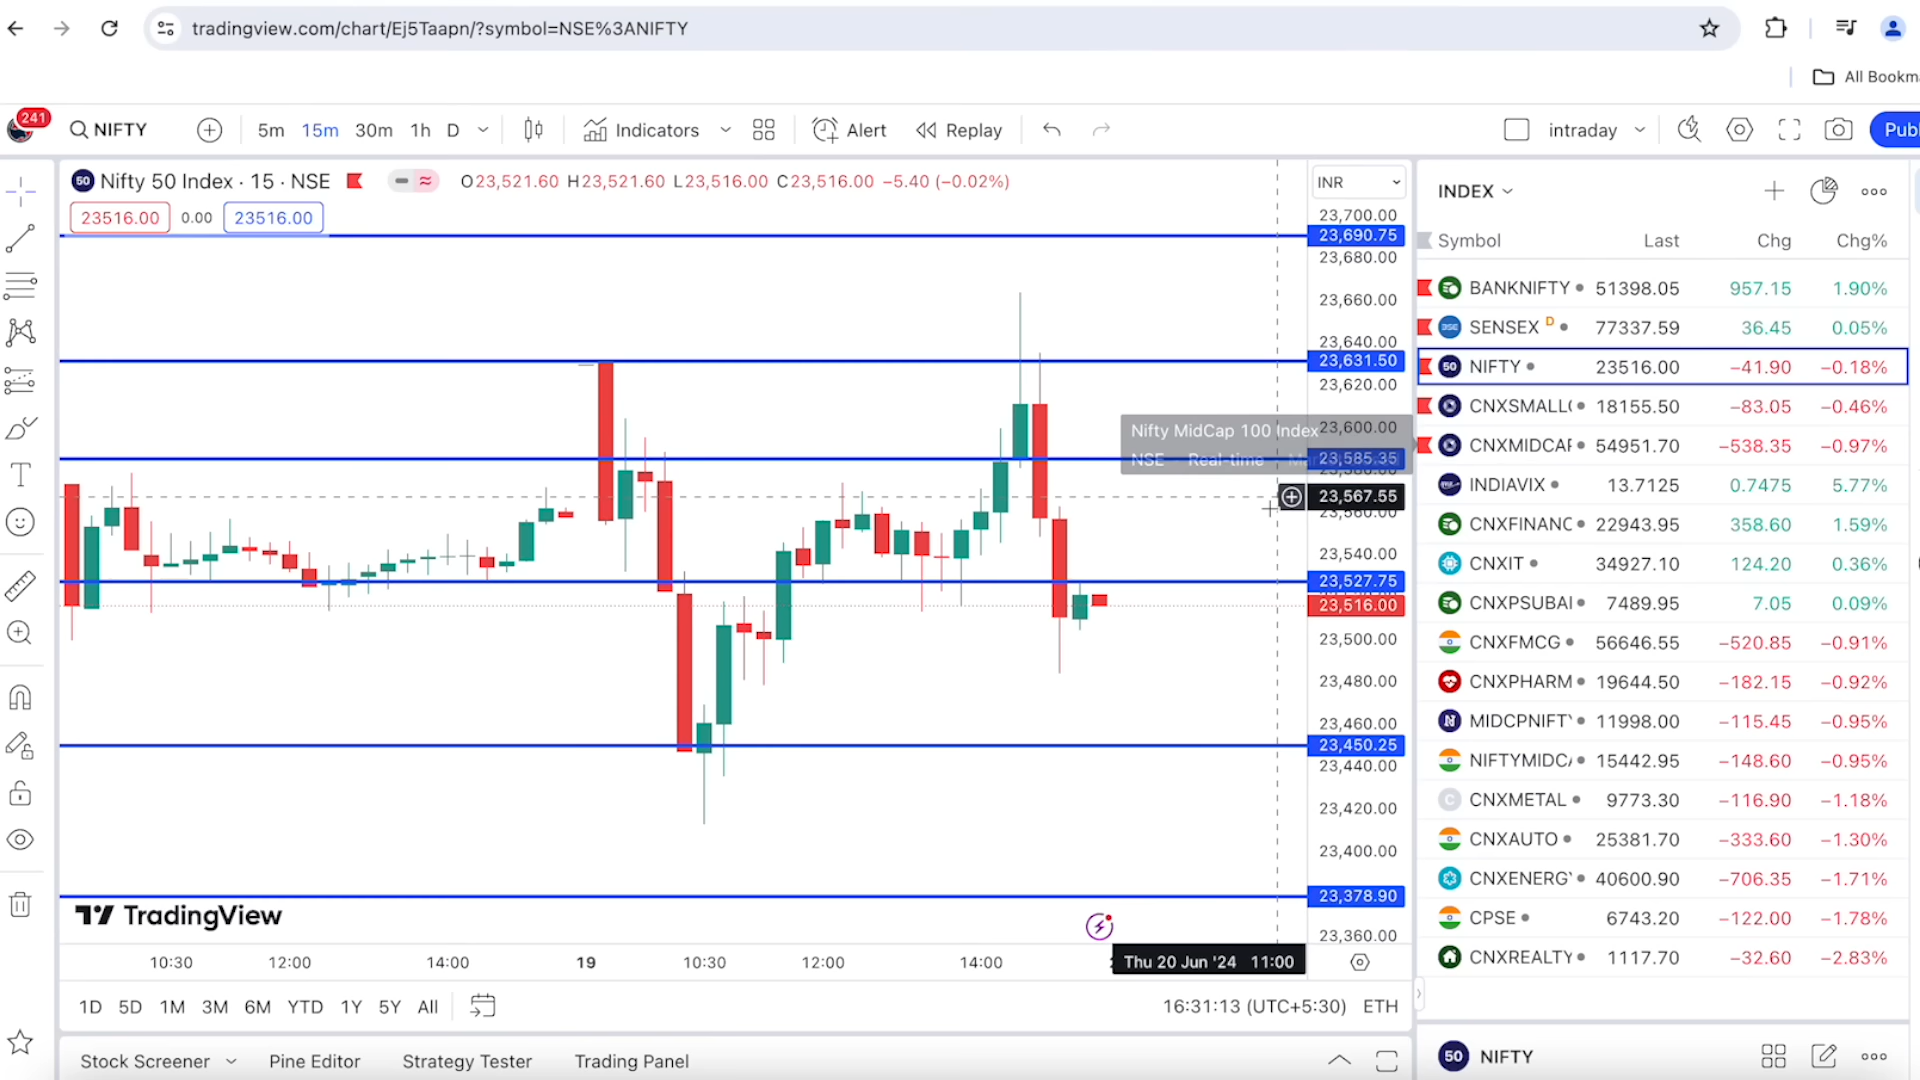 tradingview.com/chart/Ej5Taapn/?symbol=NSE%3ANIFTY
All Bookma
241
NIFTY 5m 15m 30m 1h D Indicators Alert Replay intraday Publ
50 Nifty 50 Index · 15 · NSE O23,521.60 H23,521.60 L23,516.00 C23,516.00 −5.40 (−0.02%)
23516.00 0.00 23516.00
INR
23,700.00
23,690.75
23,680.00
23,660.00
23,640.00
23,631.50
23,620.00
23,600.00
Nifty MidCap 100 Index
NSE Real-time
23,585.35
23,567.55
23,560.00
23,540.00
23,527.75
23,516.00
23,500.00
23,480.00
23,460.00
23,450.25
23,440.00
23,420.00
23,400.00
23,378.90
23,360.00
TradingView
10:30 12:00 14:00 19 10:30 12:00 14:00 Thu 20 Jun '24 11:00
1D 5D 1M 3M 6M YTD 1Y 5Y All 16:31:13 (UTC+5:30) ETH
Stock Screener Pine Editor Strategy Tester Trading Panel
INDEX
Symbol Last Chg Chg%
BANKNIFTY 51398.05 957.15 1.90%
BSE SENSEX D 77337.59 36.45 0.05%
50 NIFTY 23516.00 −41.90 −0.18%
CNXSMALLC 18155.50 −83.05 −0.46%
CNXMIDCAP 54951.70 −538.35 −0.97%
INDIAVIX 13.7125 0.7475 5.77%
CNXFINANC 22943.95 358.60 1.59%
CNXIT 34927.10 124.20 0.36%
CNXPSUBAI 7489.95 7.05 0.09%
CNXFMCG 56646.55 −520.85 −0.91%
CNXPHARM 19644.50 −182.15 −0.92%
N MIDCPNIFTY 11998.00 −115.45 −0.95%
NIFTYMIDCA 15442.95 −148.60 −0.95%
C CNXMETAL 9773.30 −116.90 −1.18%
CNXAUTO 25381.70 −333.60 −1.30%
CNXENERGY 40600.90 −706.35 −1.71%
CPSE 6743.20 −122.00 −1.78%
CNXREALTY 1117.70 −32.60 −2.83%
50 NIFTY